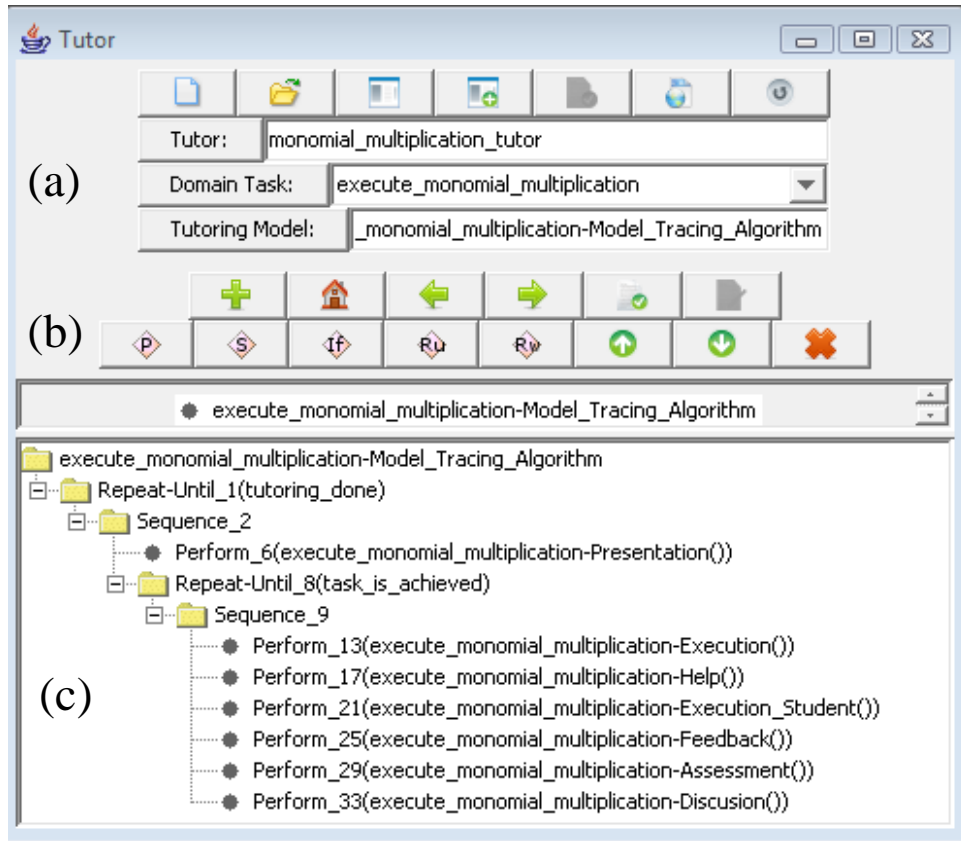 Tutor
(a)
Tutor: monomial_multiplication_tutor
Domain Task: execute_monomial_multiplication
Tutoring Model: _monomial_multiplication-Model_Tracing_Algorithm
(b)
P S If Ru Rw
execute_monomial_multiplication-Model_Tracing_Algorithm
(c)
execute_monomial_multiplication-Model_Tracing_Algorithm
Repeat-Until_1(tutoring_done)
Sequence_2
Perform_6(execute_monomial_multiplication-Presentation())
Repeat-Until_8(task_is_achieved)
Sequence_9
Perform_13(execute_monomial_multiplication-Execution())
Perform_17(execute_monomial_multiplication-Help())
Perform_21(execute_monomial_multiplication-Execution_Student())
Perform_25(execute_monomial_multiplication-Feedback())
Perform_29(execute_monomial_multiplication-Assessment())
Perform_33(execute_monomial_multiplication-Discusion())